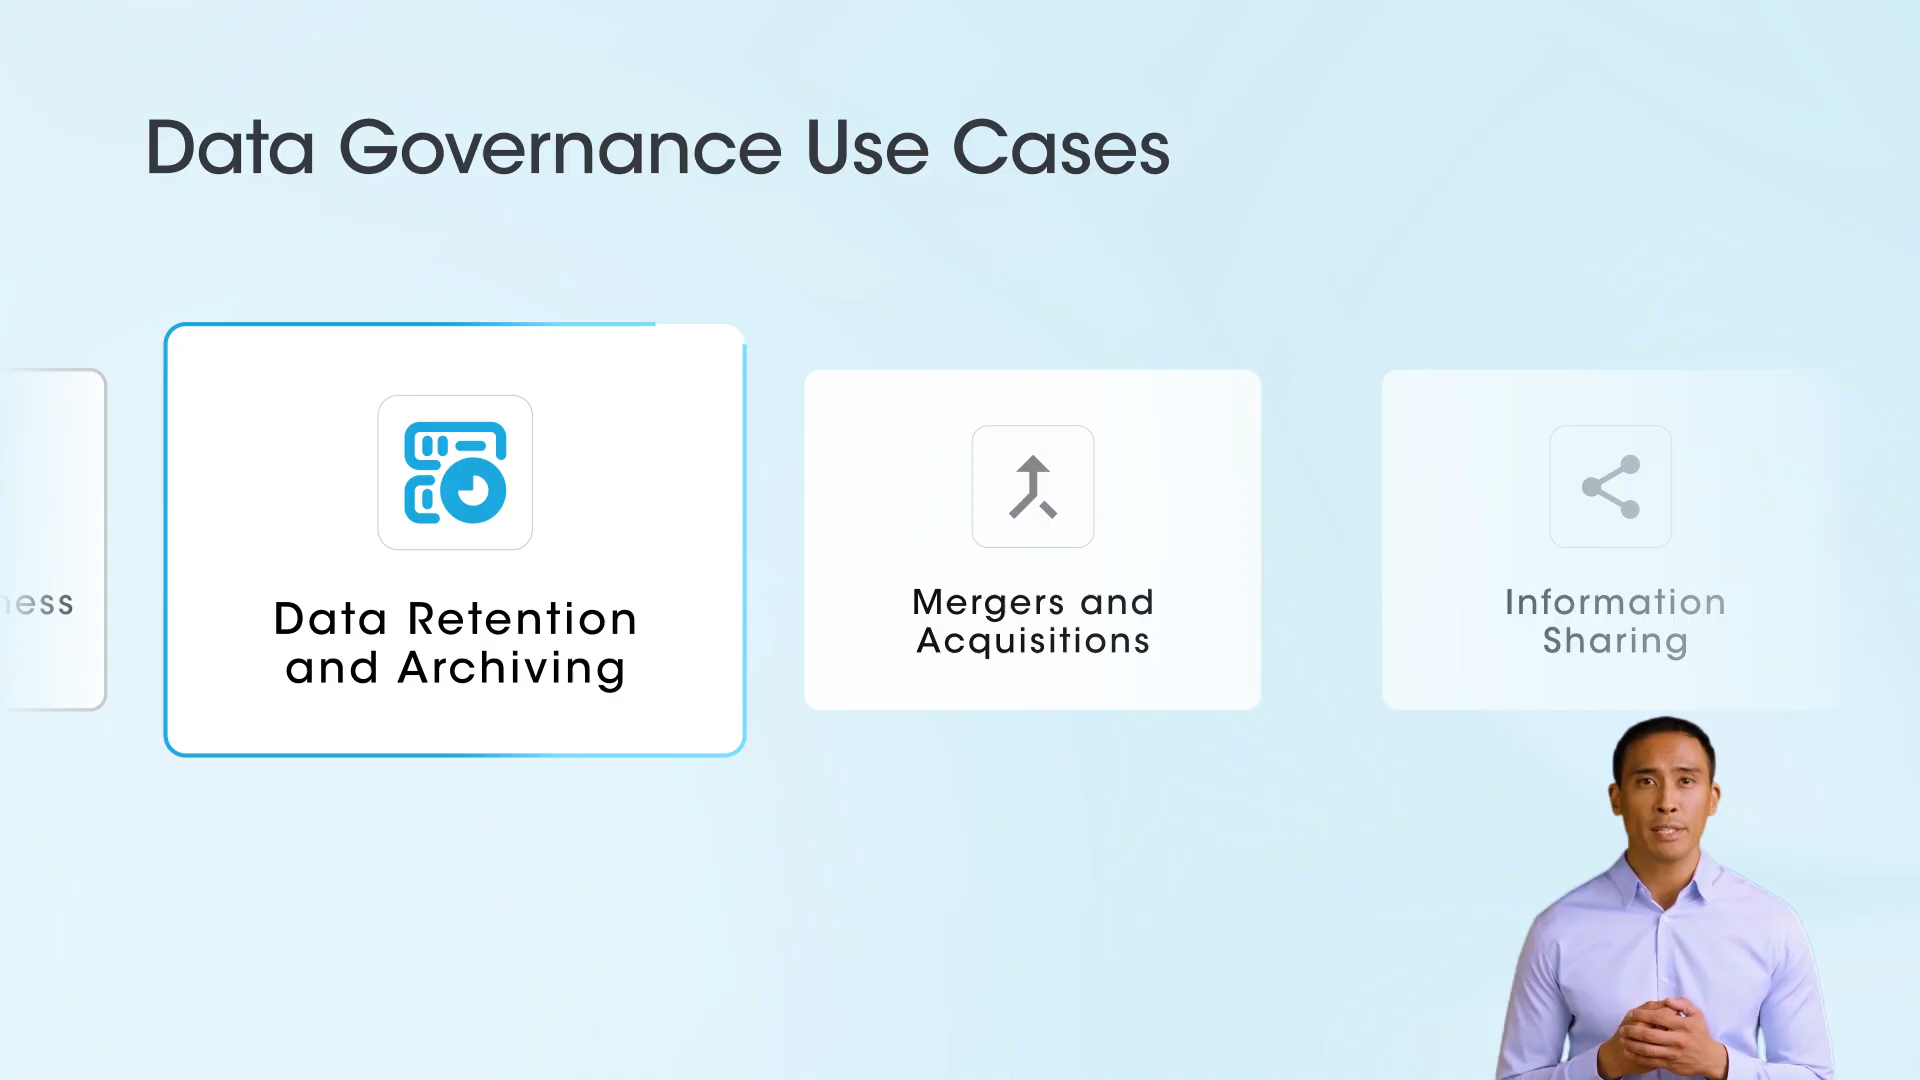 Data Governance Use Cases
Data Retention
and Archiving
Mergers and
Acquisitions
Information
Sharing